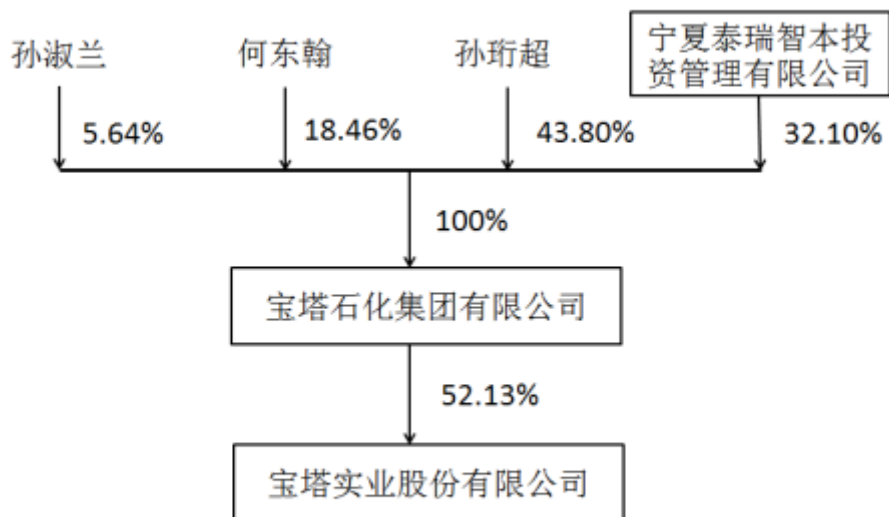 孙淑兰
何东翰
孙珩超
宁夏泰瑞智本投
资管理有限公司
5.64%
18.46%
43.80%
32.10%
100%
宝塔石化集团有限公司
52.13%
宝塔实业股份有限公司